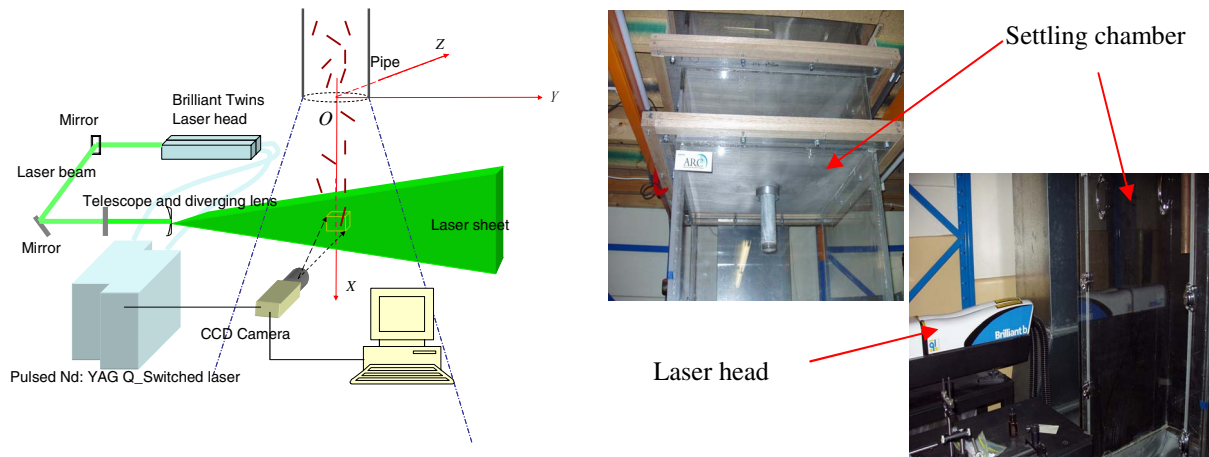 Z
Pipe
Y
O
Brilliant Twins
Laser head
Mirror
Laser beam
Telescope and diverging lens
Laser sheet
Mirror
X
CCD Camera
Pulsed Nd: YAG Q_Switched laser
Settling chamber
ARC
Laser head
Brilliant b
ql